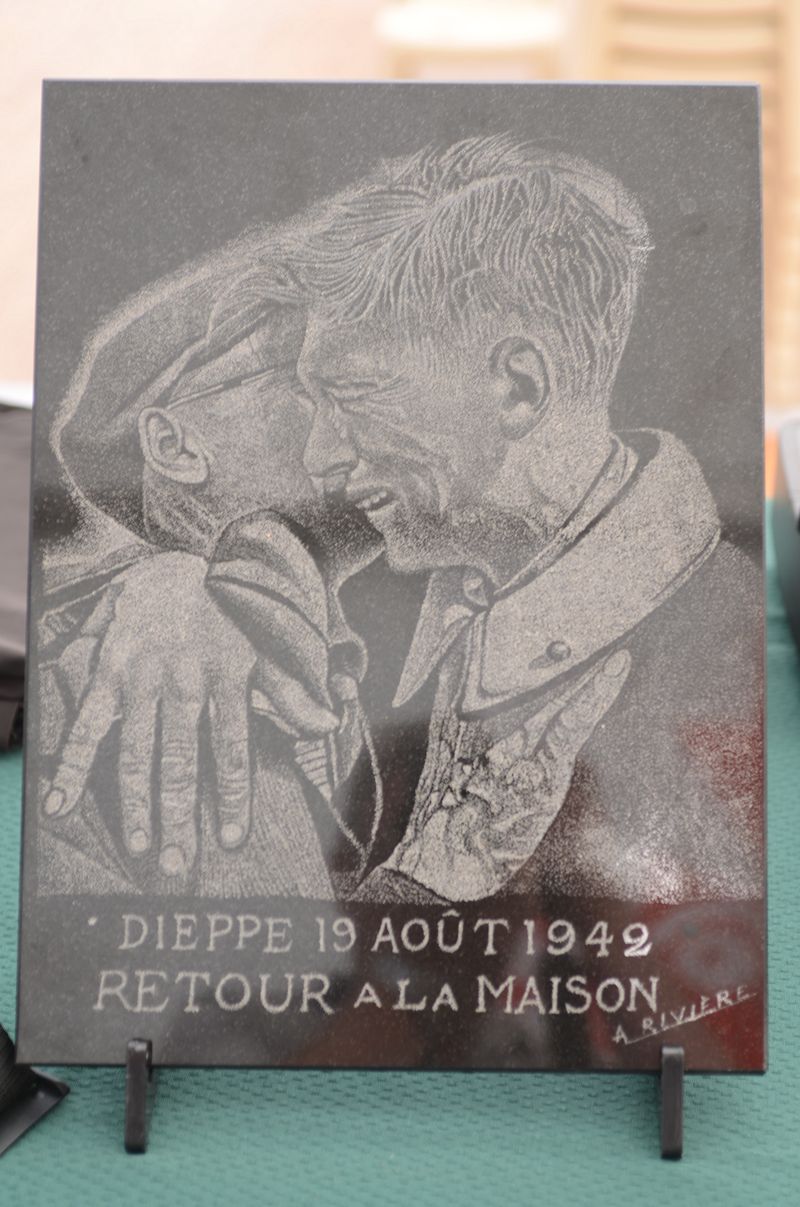 DIEPPE 19 AOÛT 1942
RETOUR A LA MAISON
A RIVIERE